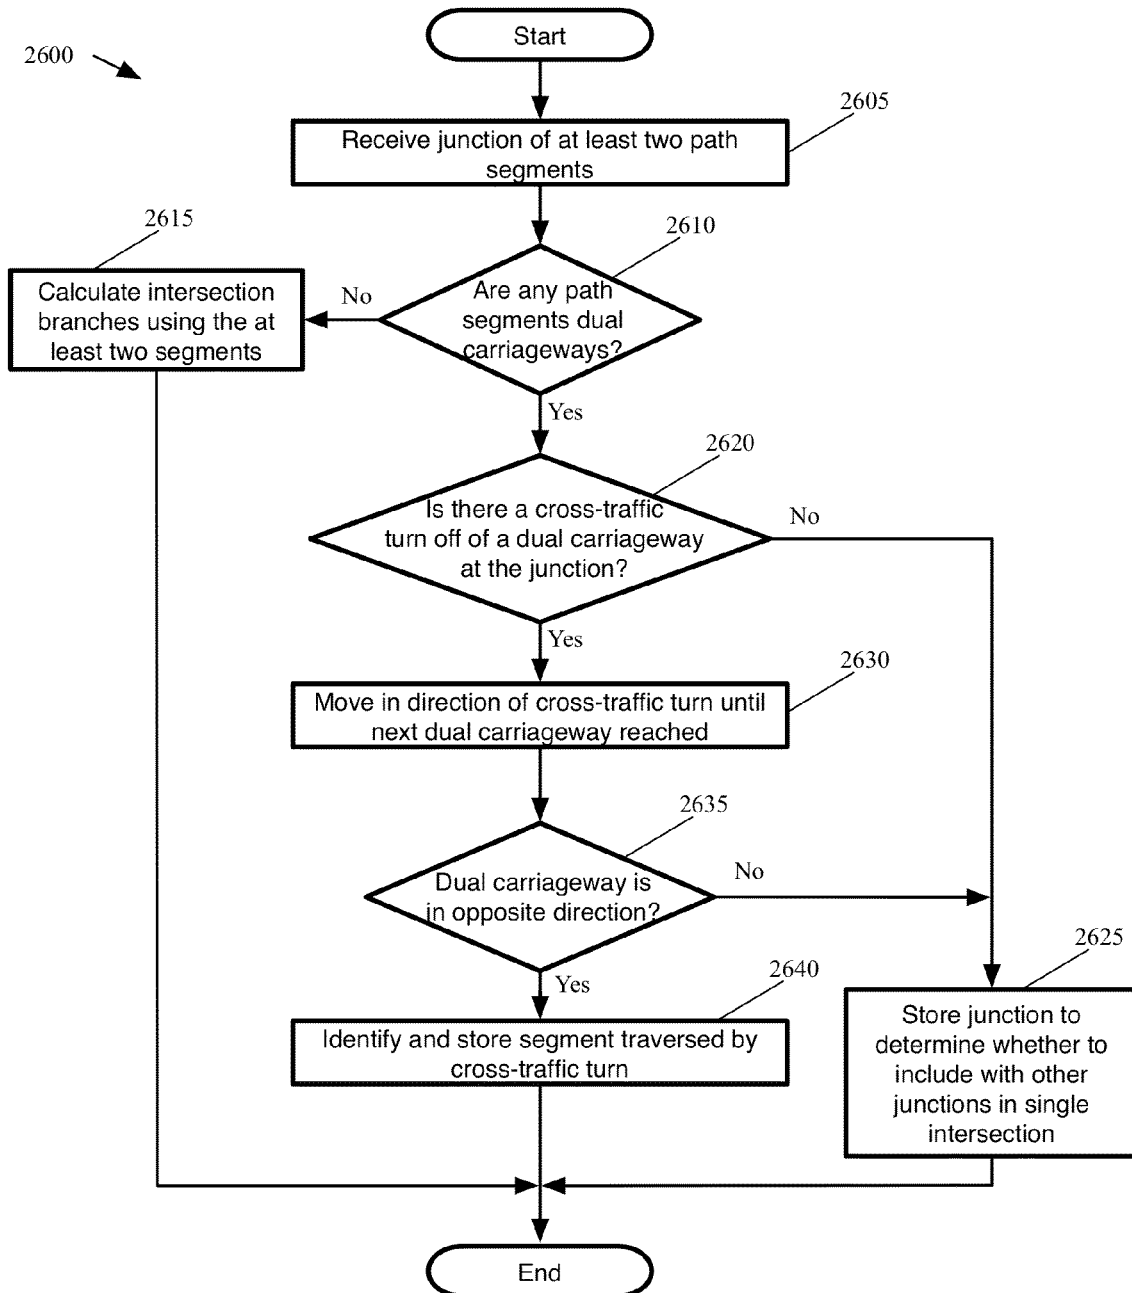 Start
2600
2605
Receive junction of at least two path
segments
2615
2610
Calculate intersection
branches using the at
least two segments
No
Are any path
segments dual
carriageways?
Yes
2620
Is there a cross-traffic
turn off of a dual carriageway
at the junction?
No
Yes
2630
Move in direction of cross-traffic turn until
next dual carriageway reached
2635
Dual carriageway is
in opposite direction?
No
2625
Yes
2640
Identify and store segment traversed by
cross-traffic turn
Store junction to
determine whether to
include with other
junctions in single
intersection
End